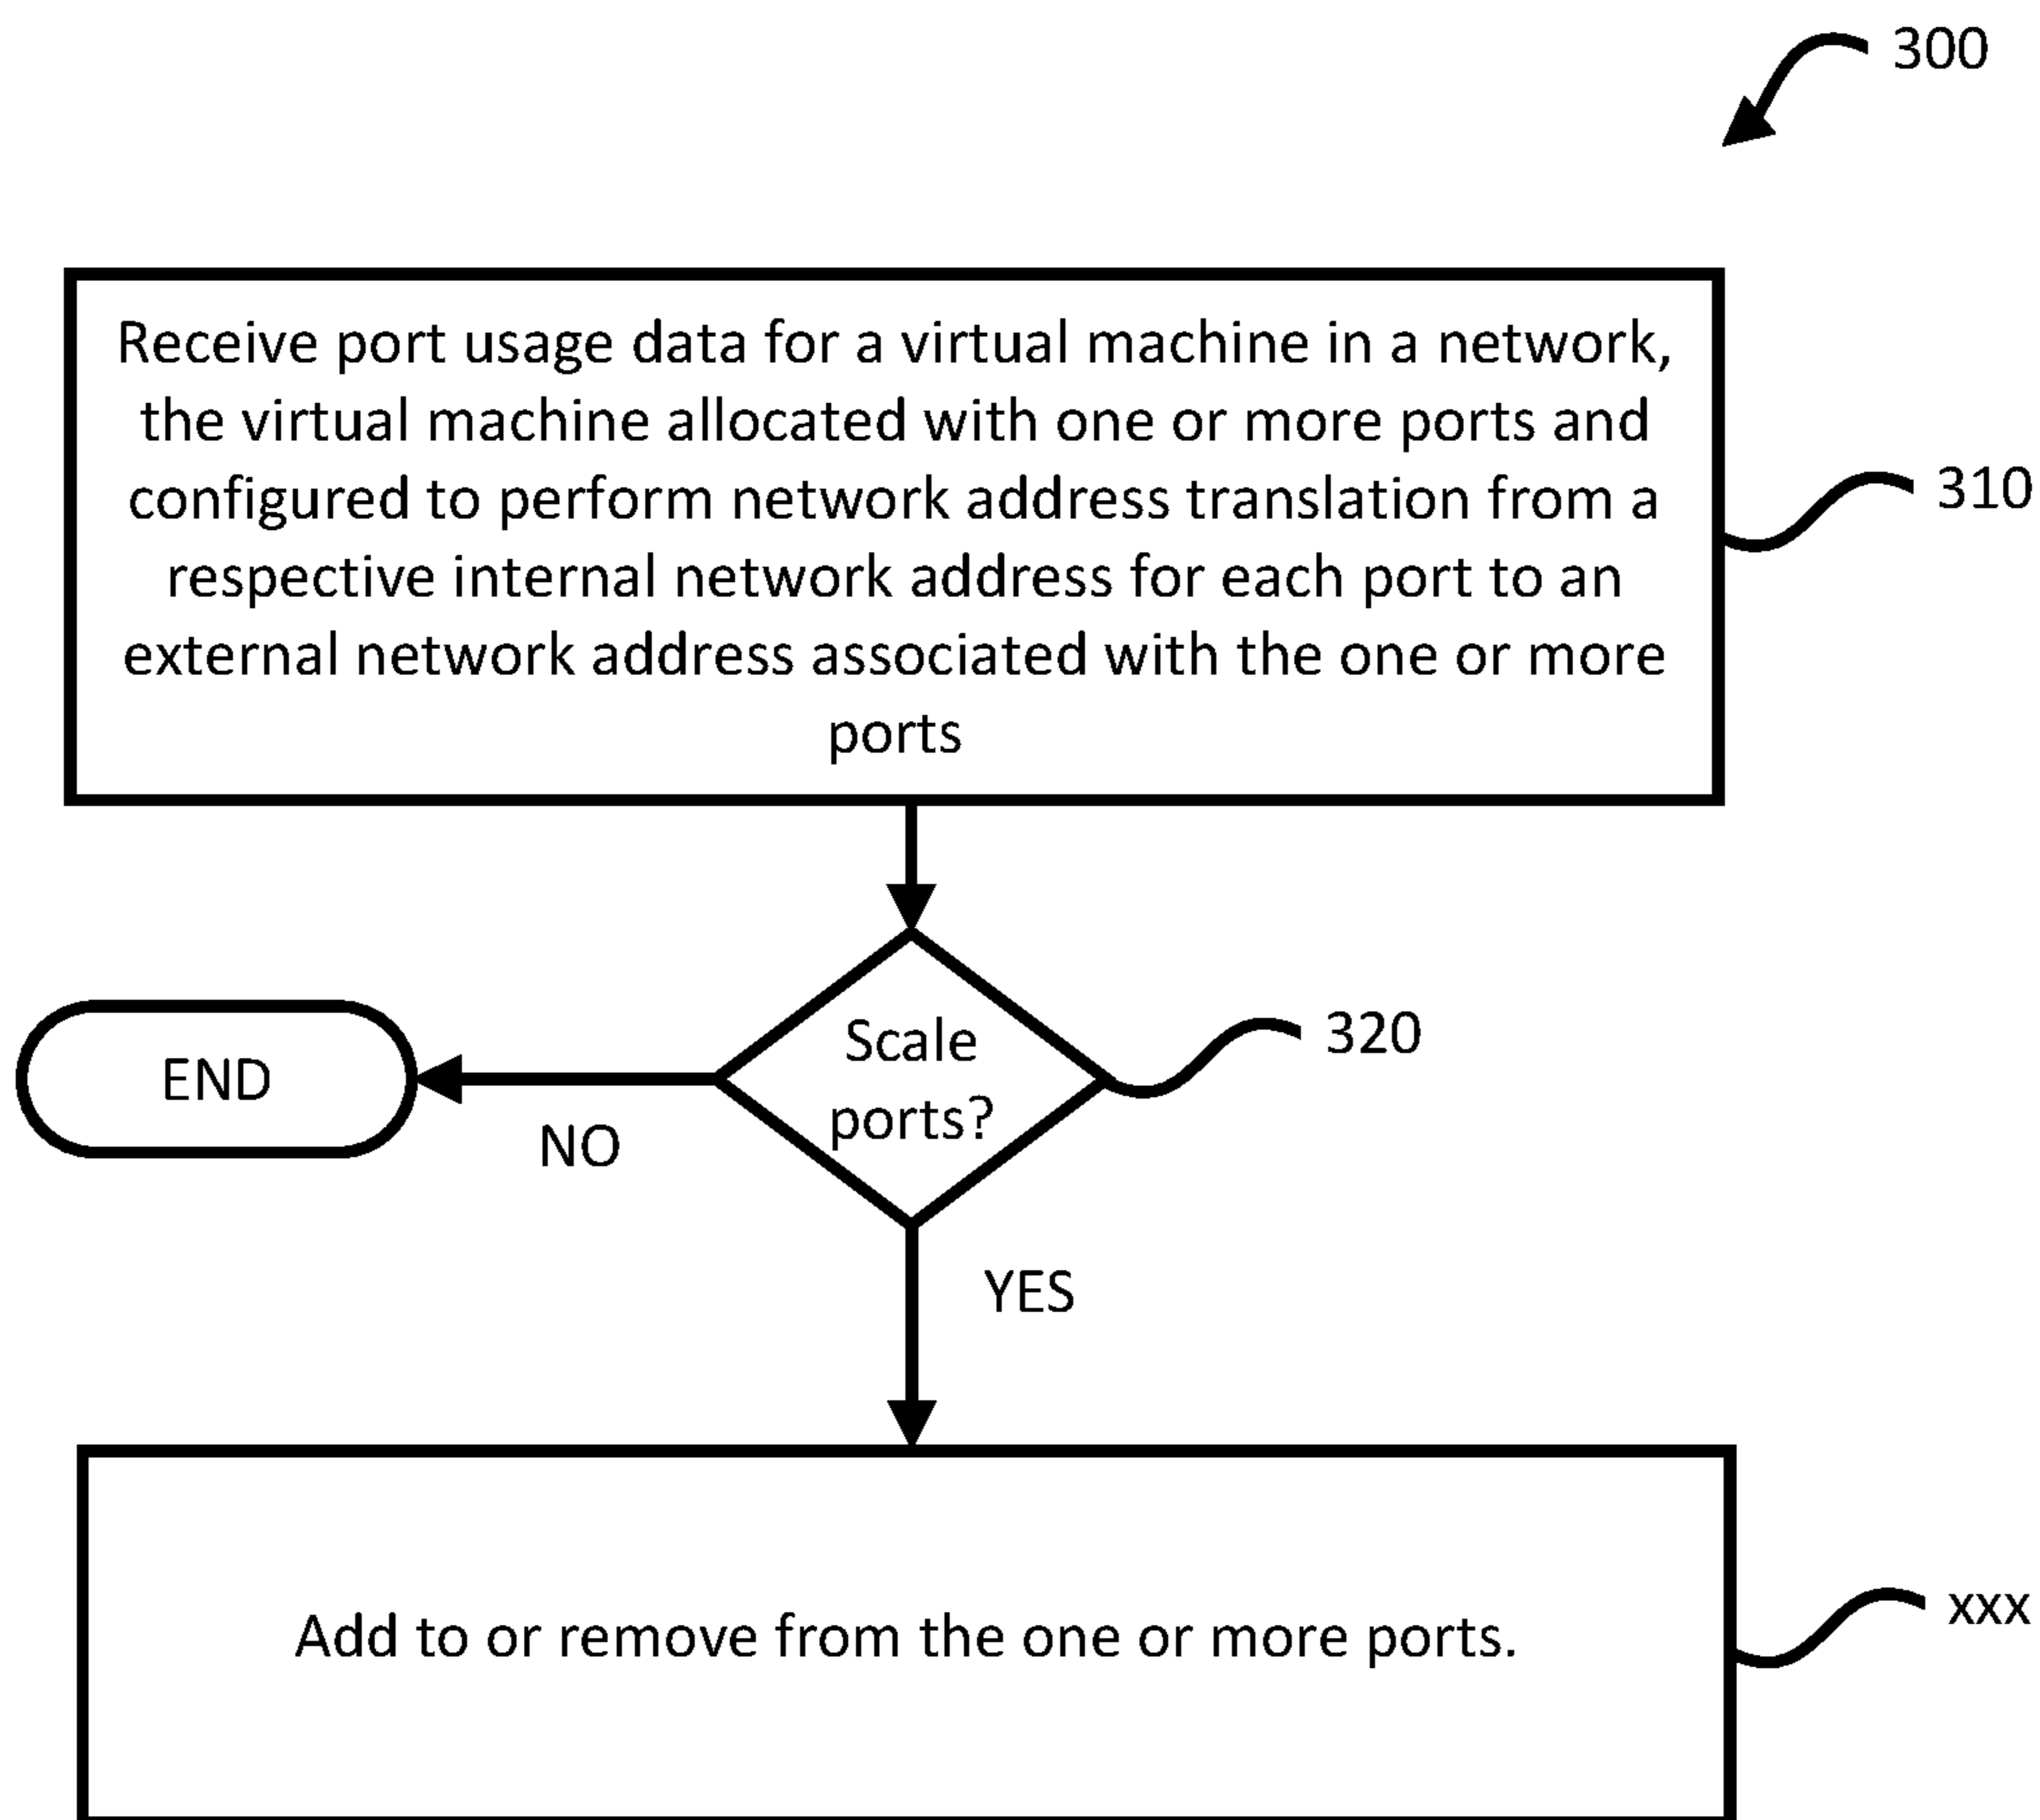 300
Receive port usage data for a virtual machine in a network,
the virtual machine allocated with one or more ports and
configured to perform network address translation from a
respective internal network address for each port to an
external network address associated with the one or more
ports
310
Scale
ports?
320
END
NO
YES
Add to or remove from the one or more ports.
xxx